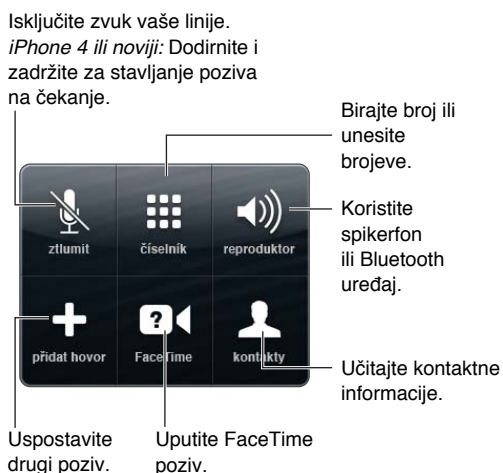 Isključite zvuk vaše linije.
iPhone 4 ili noviji: Dodirnite i
zadržite za stavljanje poziva
na čekanje.
Birajte broj ili
unesite
brojeve.
ztlumit
číselník
reproduktor
Koristite
spikerfon
ili Bluetooth
uređaj.
přidat hovor
FaceTime
kontakty
Učitajte kontaktne
informacije.
Uspostavite
drugi poziv.
Uputite FaceTime
poziv.